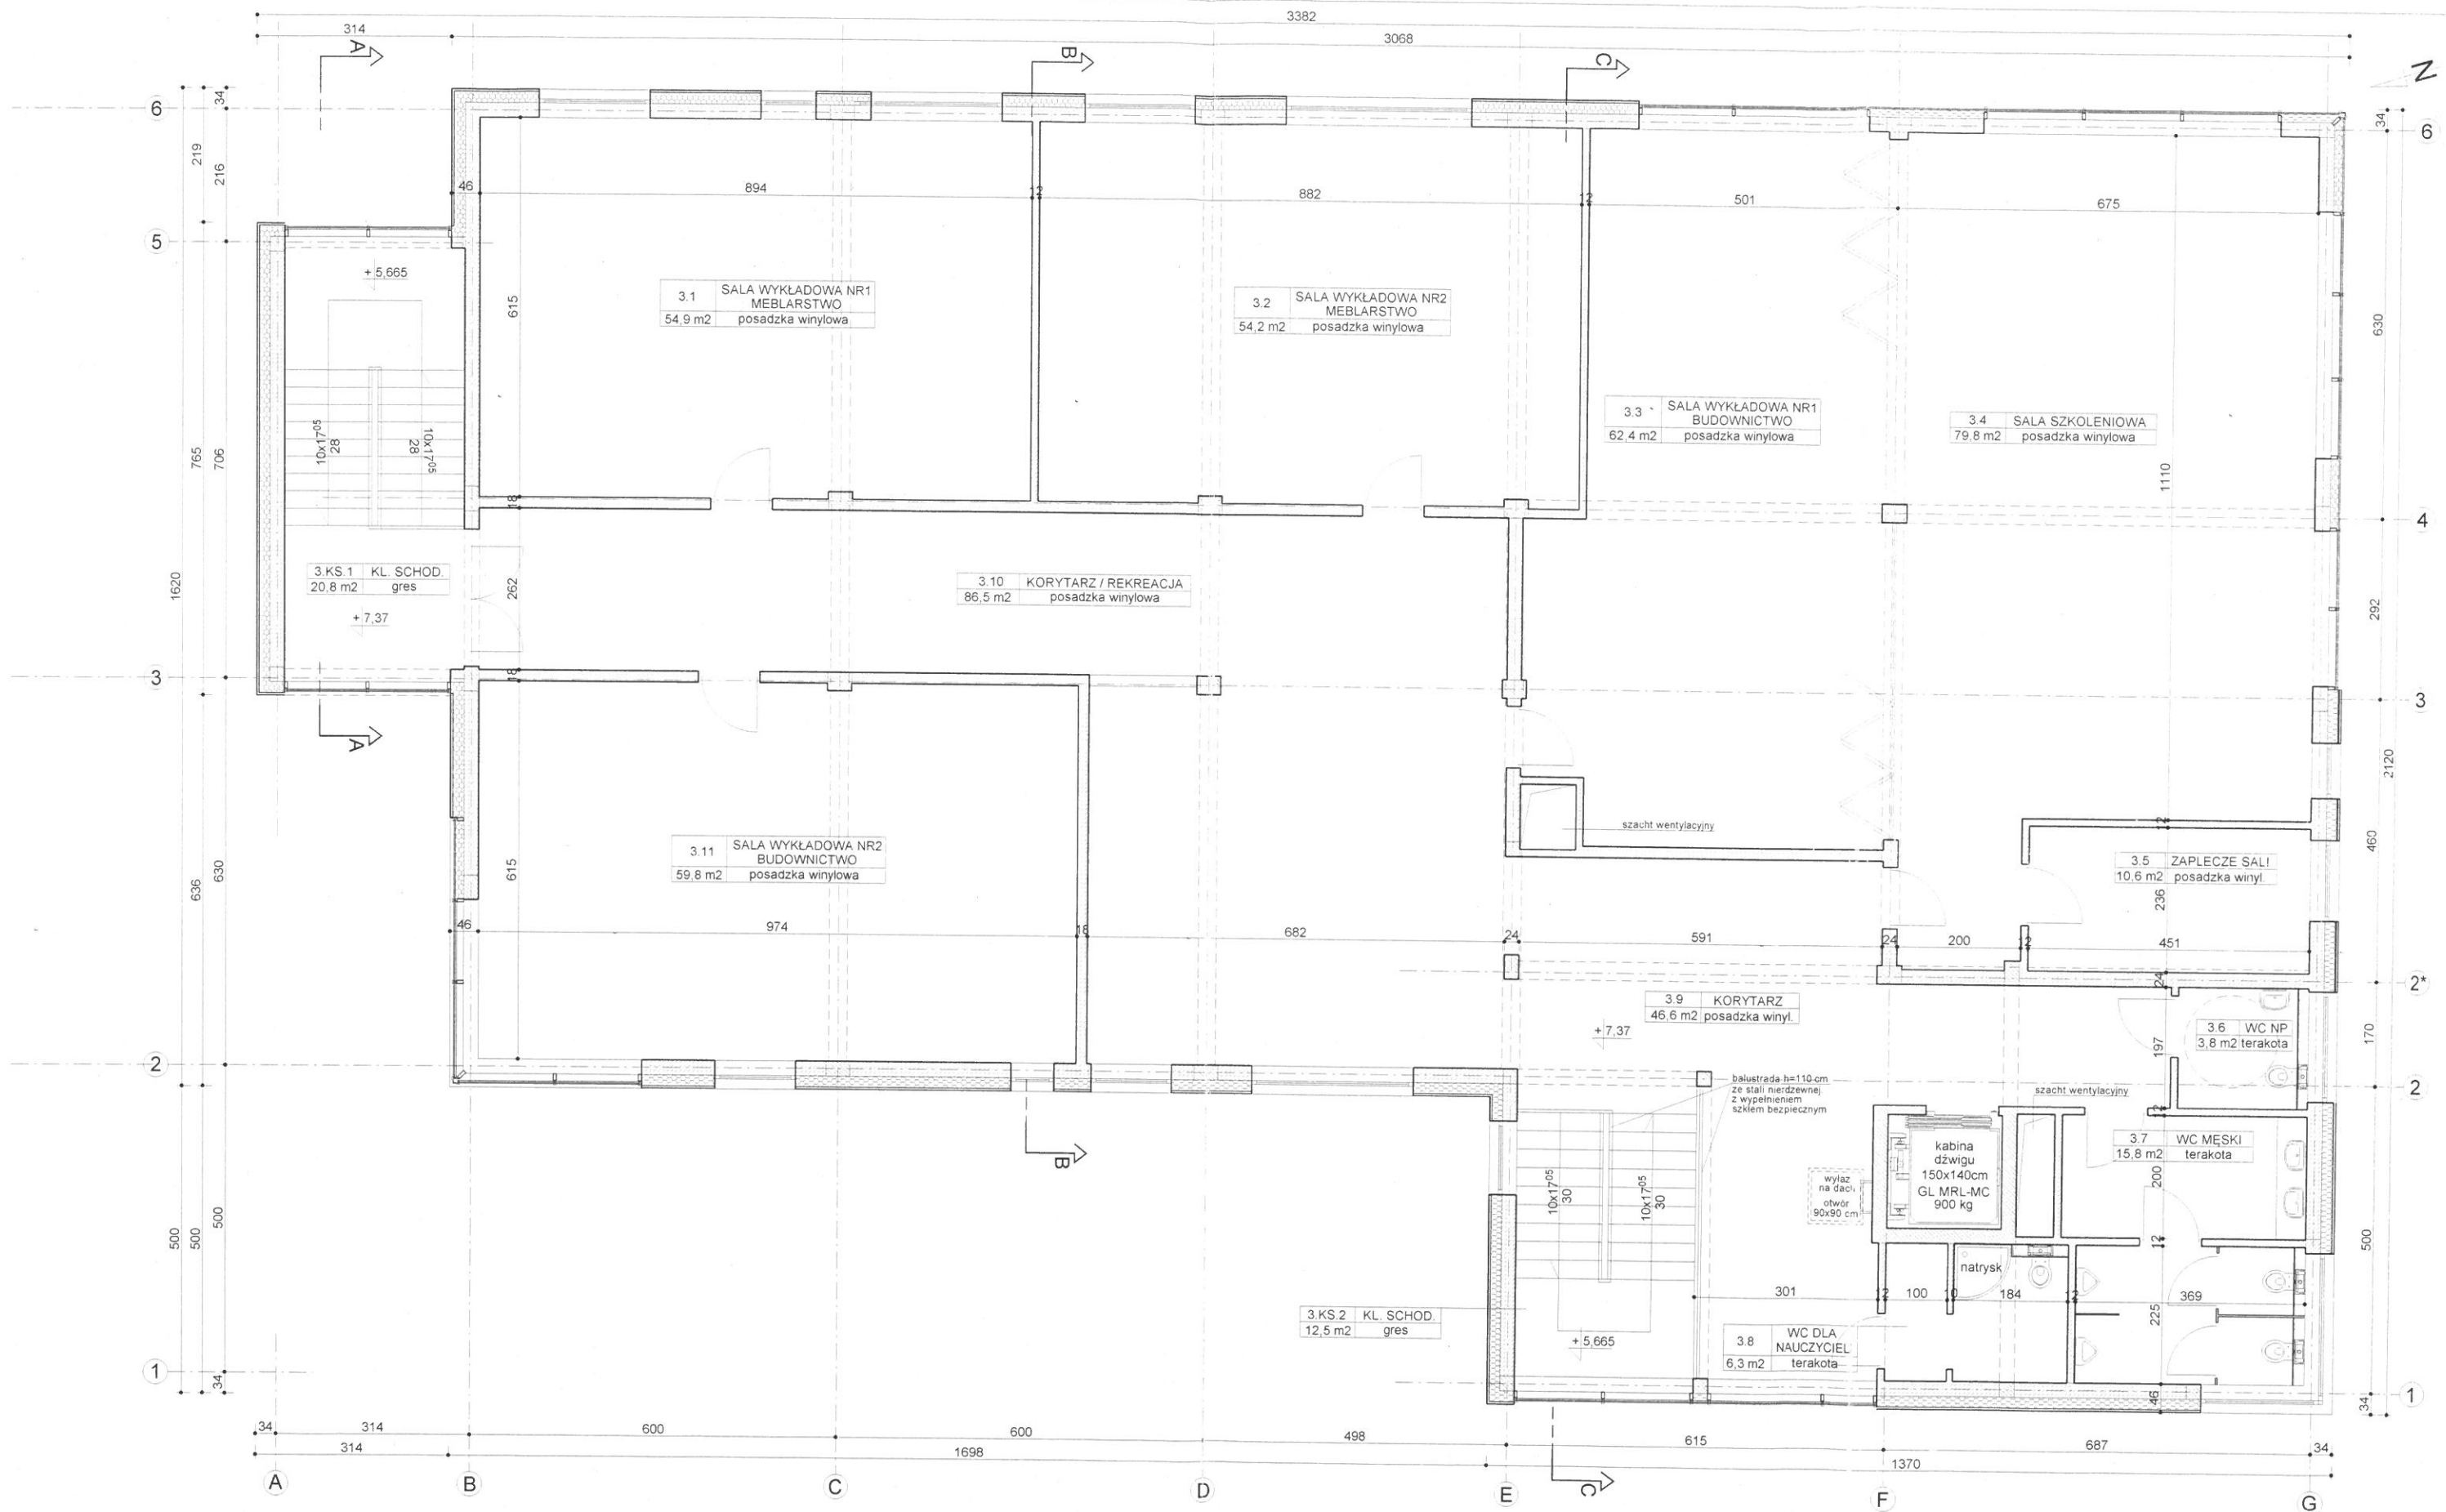 3382
314
3068
A
B
C
N
6
34
219
216
46
894
12
882
12
501
675
34
6
5
+ 5,665
3.1 SALA WYKŁADOWA NR1
MEBLARSTWO
54,9 m2 posadzka winylowa
615
3.2 SALA WYKŁADOWA NR2
MEBLARSTWO
54,2 m2 posadzka winylowa
630
3.3 SALA WYKŁADOWA NR1
BUDOWNICTWO
62,4 m2 posadzka winylowa
3.4 SALA SZKOLENIOWA
79,8 m2 posadzka winylowa
1110
765
706
10x1705
28
10x1705
28
18
4
1620
3.KS.1 KL. SCHOD.
20,8 m2 gres
+ 7,37
262
3.10 KORYTARZ / REKREACJA
86,5 m2 posadzka winylowa
292
3
18
3
A
2120
szacht wentylacyjny
12
460
3.11 SALA WYKŁADOWA NR2
BUDOWNICTWO
59,8 m2 posadzka winylowa
615
636
630
3.5 ZAPLECZE SALI
10,6 m2 posadzka winyl.
236
46
974
18
682
24
591
24
200
12
451
24
2*
3.9 KORYTARZ
46,6 m2 posadzka winyl.
+ 7,37
3.6 WC NP
3,8 m2 terakota
197
170
2
2
balustrada h=110 cm
ze stali nierdzewnej
z wypełnieniem
szkłem bezpiecznym
szacht wentylacyjny
12
B
kabina
dźwigu
150x140cm
GL MRL-MC
900 kg
3.7 WC MĘSKI
15,8 m2 terakota
200
wyłaz
na dach
otwór
90x90 cm
10x1705
30
10x1705
30
500
500
500
500
12
natrysk
301
12
100
10
184
12
369
225
3.KS.2 KL. SCHOD.
12,5 m2 gres
+ 5,665
3.8 WC DLA
NAUCZYCIEL
6,3 m2 terakota
1
34
46
34
1
34
314
600
600
498
615
687
34
314
1698
1370
A
B
C
D
E
C
F
G